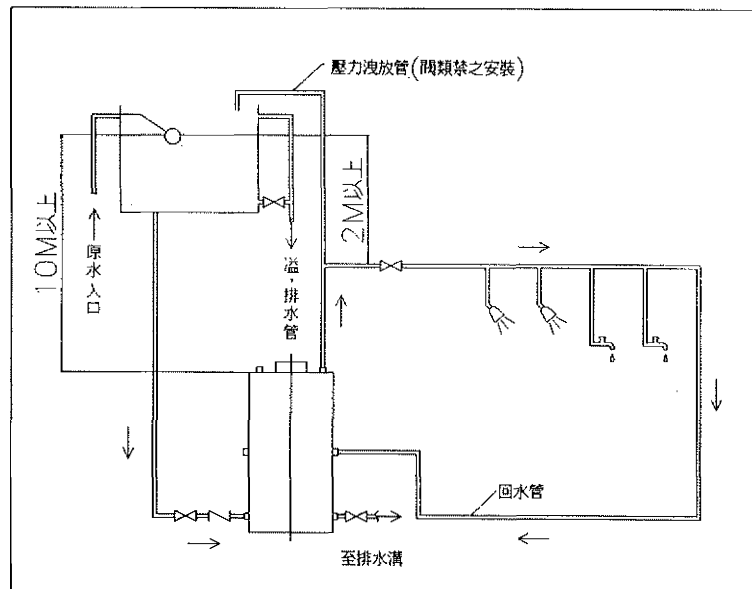 壓力洩放管(閥類禁之安裝)
10M以上
原水入口
溢，排水管
2M以上
回水管
至排水溝